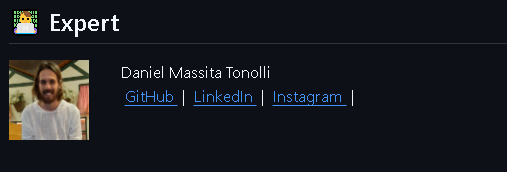 Expert
Daniel Massita Tonolli
GitHub | LinkedIn | Instagram |